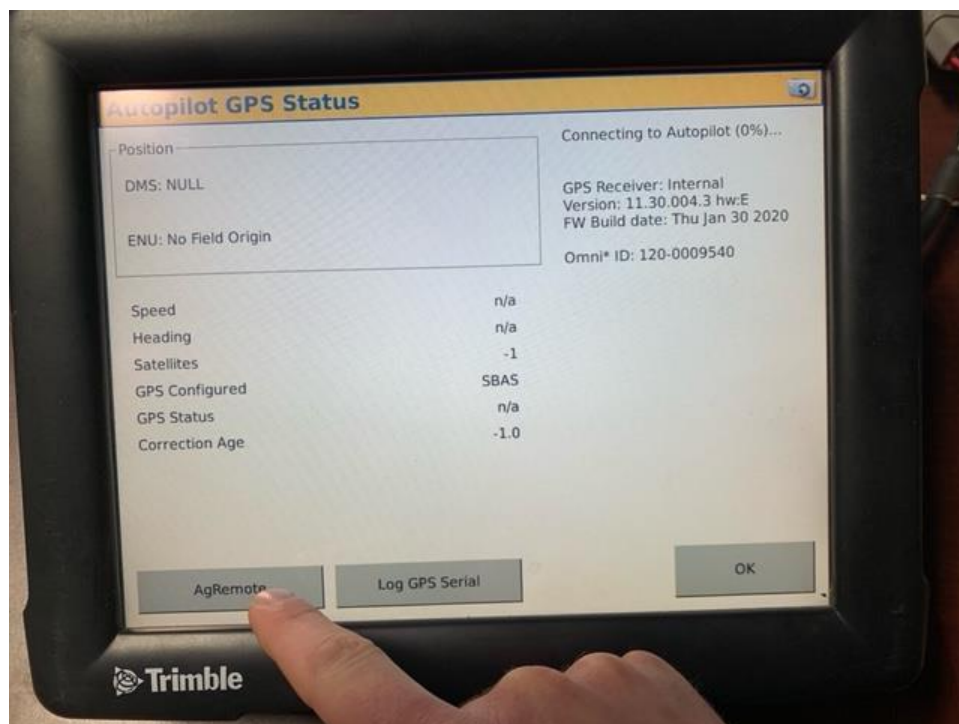 Autopilot GPS Status
Position
DMS: NULL
ENU: No Field Origin
Connecting to Autopilot (0%)...
GPS Receiver: Internal
Version: 11.30.004.3 hw:E
FW Build date: Thu Jan 30 2020
Omni* ID: 120-0009540
Speed n/a
Heading n/a
Satellites -1
GPS Configured SBAS
GPS Status n/a
Correction Age -1.0
AgRemote Log GPS Serial OK
Trimble